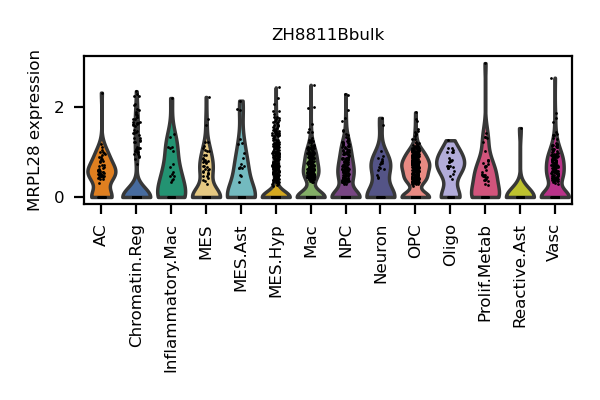 ZH8811Bbulk
MRPL28 expression
2
0
AC
Chromatin.Reg
Inflammatory.Mac
MES
MES.Ast
MES.Hyp
Mac
NPC
Neuron
OPC
Oligo
Prolif.Metab
Reactive.Ast
Vasc